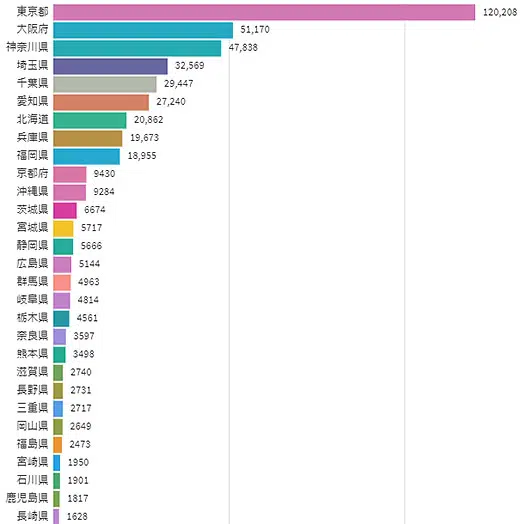 東京都 120,208
大阪府 51,170
神奈川県 47,838
埼玉県 32,569
千葉県 29,447
愛知県 27,240
北海道 20,862
兵庫県 19,673
福岡県 18,955
京都府 9430
沖縄県 9284
茨城県 6674
宮城県 5717
静岡県 5666
広島県 5144
群馬県 4963
岐阜県 4814
栃木県 4561
奈良県 3597
熊本県 3498
滋賀県 2740
長野県 2731
三重県 2717
岡山県 2649
福島県 2473
宮崎県 1950
石川県 1901
鹿児島県 1817
長崎県 1628